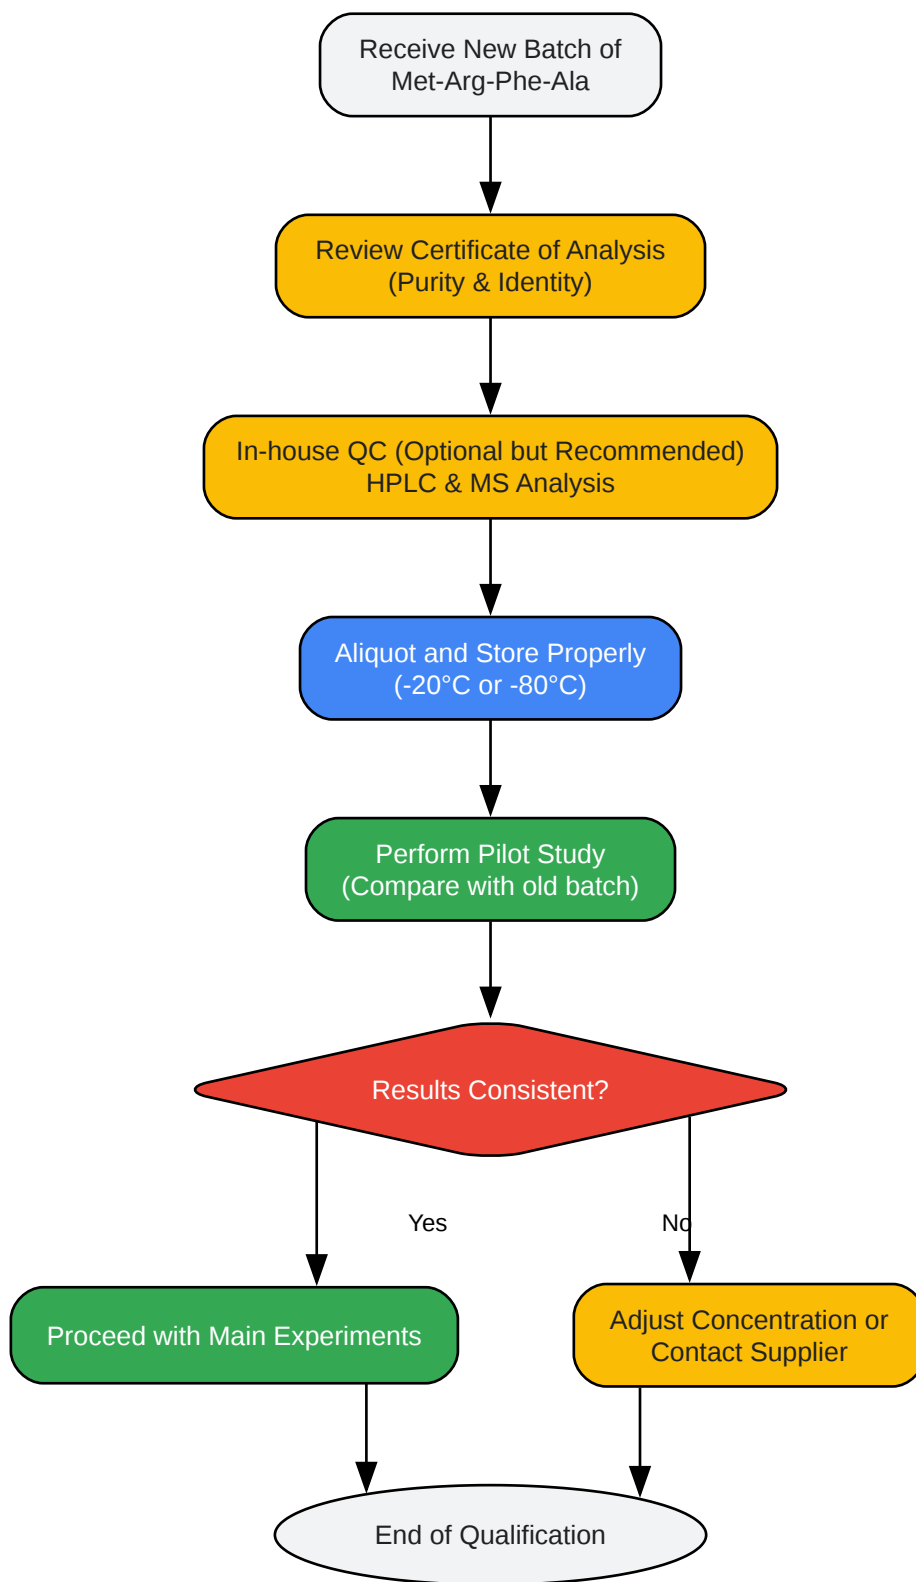 Receive New Batch of
Met-Arg-Phe-Ala
Review Certificate of Analysis
(Purity & Identity)
In-house QC (Optional but Recommended)
HPLC & MS Analysis
Aliquot and Store Properly
(-20°C or -80°C)
Perform Pilot Study
(Compare with old batch)
Results Consistent?
Yes
No
Proceed with Main Experiments
Adjust Concentration or
Contact Supplier
End of Qualification